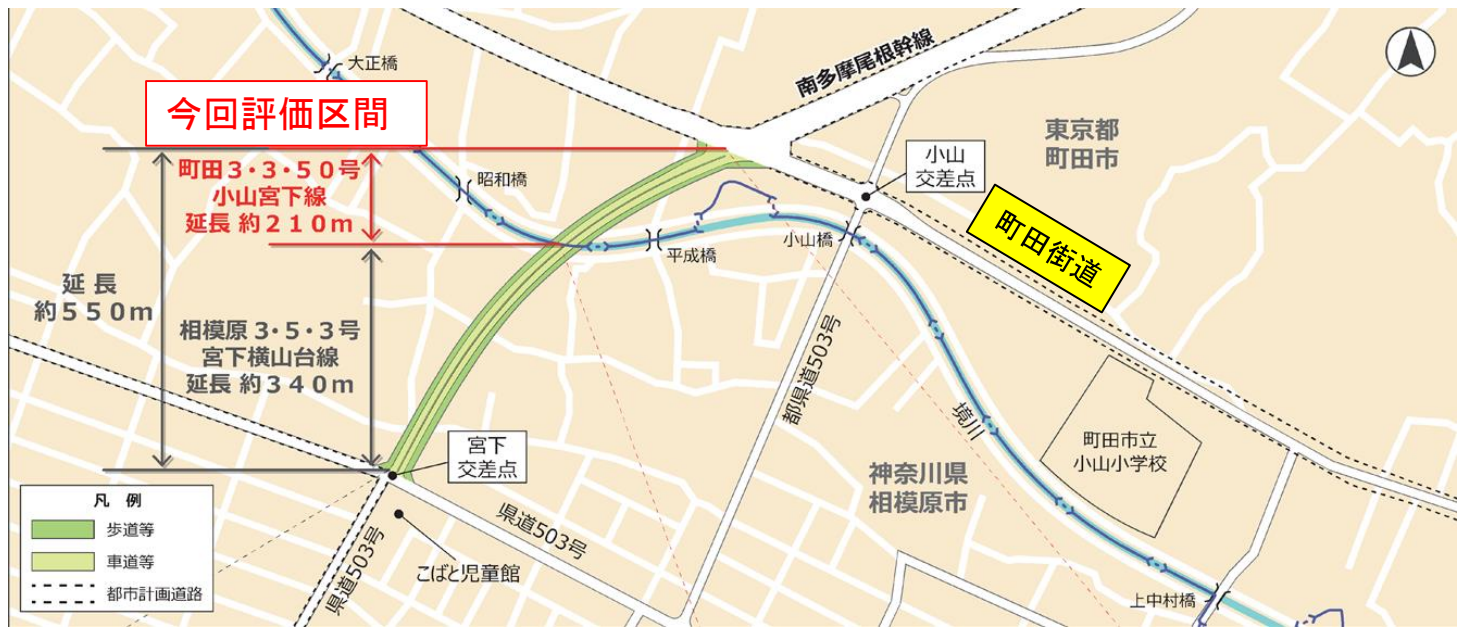 大正橋
今回評価区間
南多摩尾根幹線
東京都
町田市
小山
交差点
町田3・3・50号
小山宮下線
延長 約210m
昭和橋
平成橋
小山橋
町田街道
延 長
約550m
相模原3・5・3号
宮下横山台線
延長 約340m
都県道503号
境川
町田市立
小山小学校
宮下
交差点
神奈川県
相模原市
凡 例
歩道等
車道等
都市計画道路
県道503号
県道503号
こばと児童館
上中村橋